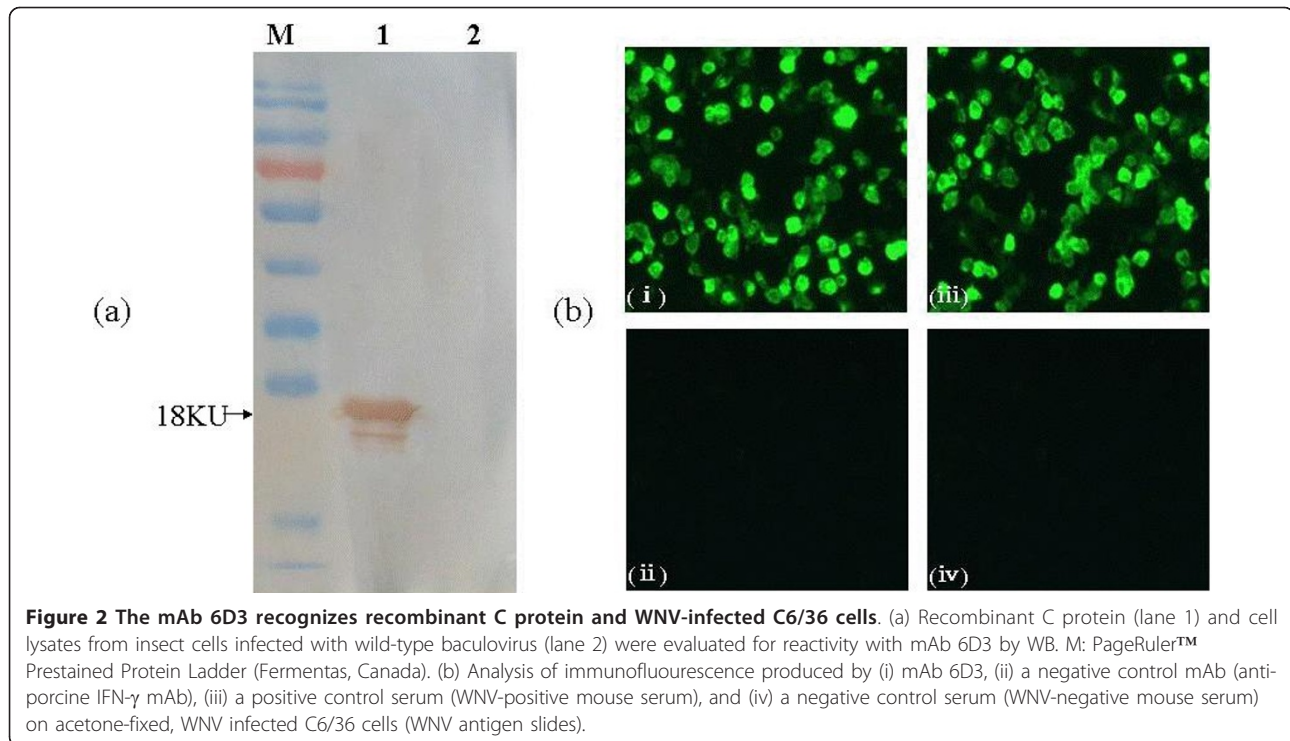 M 1 2
(a)
18KU
(b)
(i)
(iii)
(ii)
(iv)
Figure 2 The mAb 6D3 recognizes recombinant C protein and WNV-infected C6/36 cells. (a) Recombinant C protein (lane 1) and cell
lysates from insect cells infected with wild-type baculovirus (lane 2) were evaluated for reactivity with mAb 6D3 by WB. M: PageRuler™
Prestained Protein Ladder (Fermentas, Canada). (b) Analysis of immunofluourescence produced by (i) mAb 6D3, (ii) a negative control mAb (anti-
porcine IFN-γ mAb), (iii) a positive control serum (WNV-positive mouse serum), and (iv) a negative control serum (WNV-negative mouse serum)
on acetone-fixed, WNV infected C6/36 cells (WNV antigen slides).